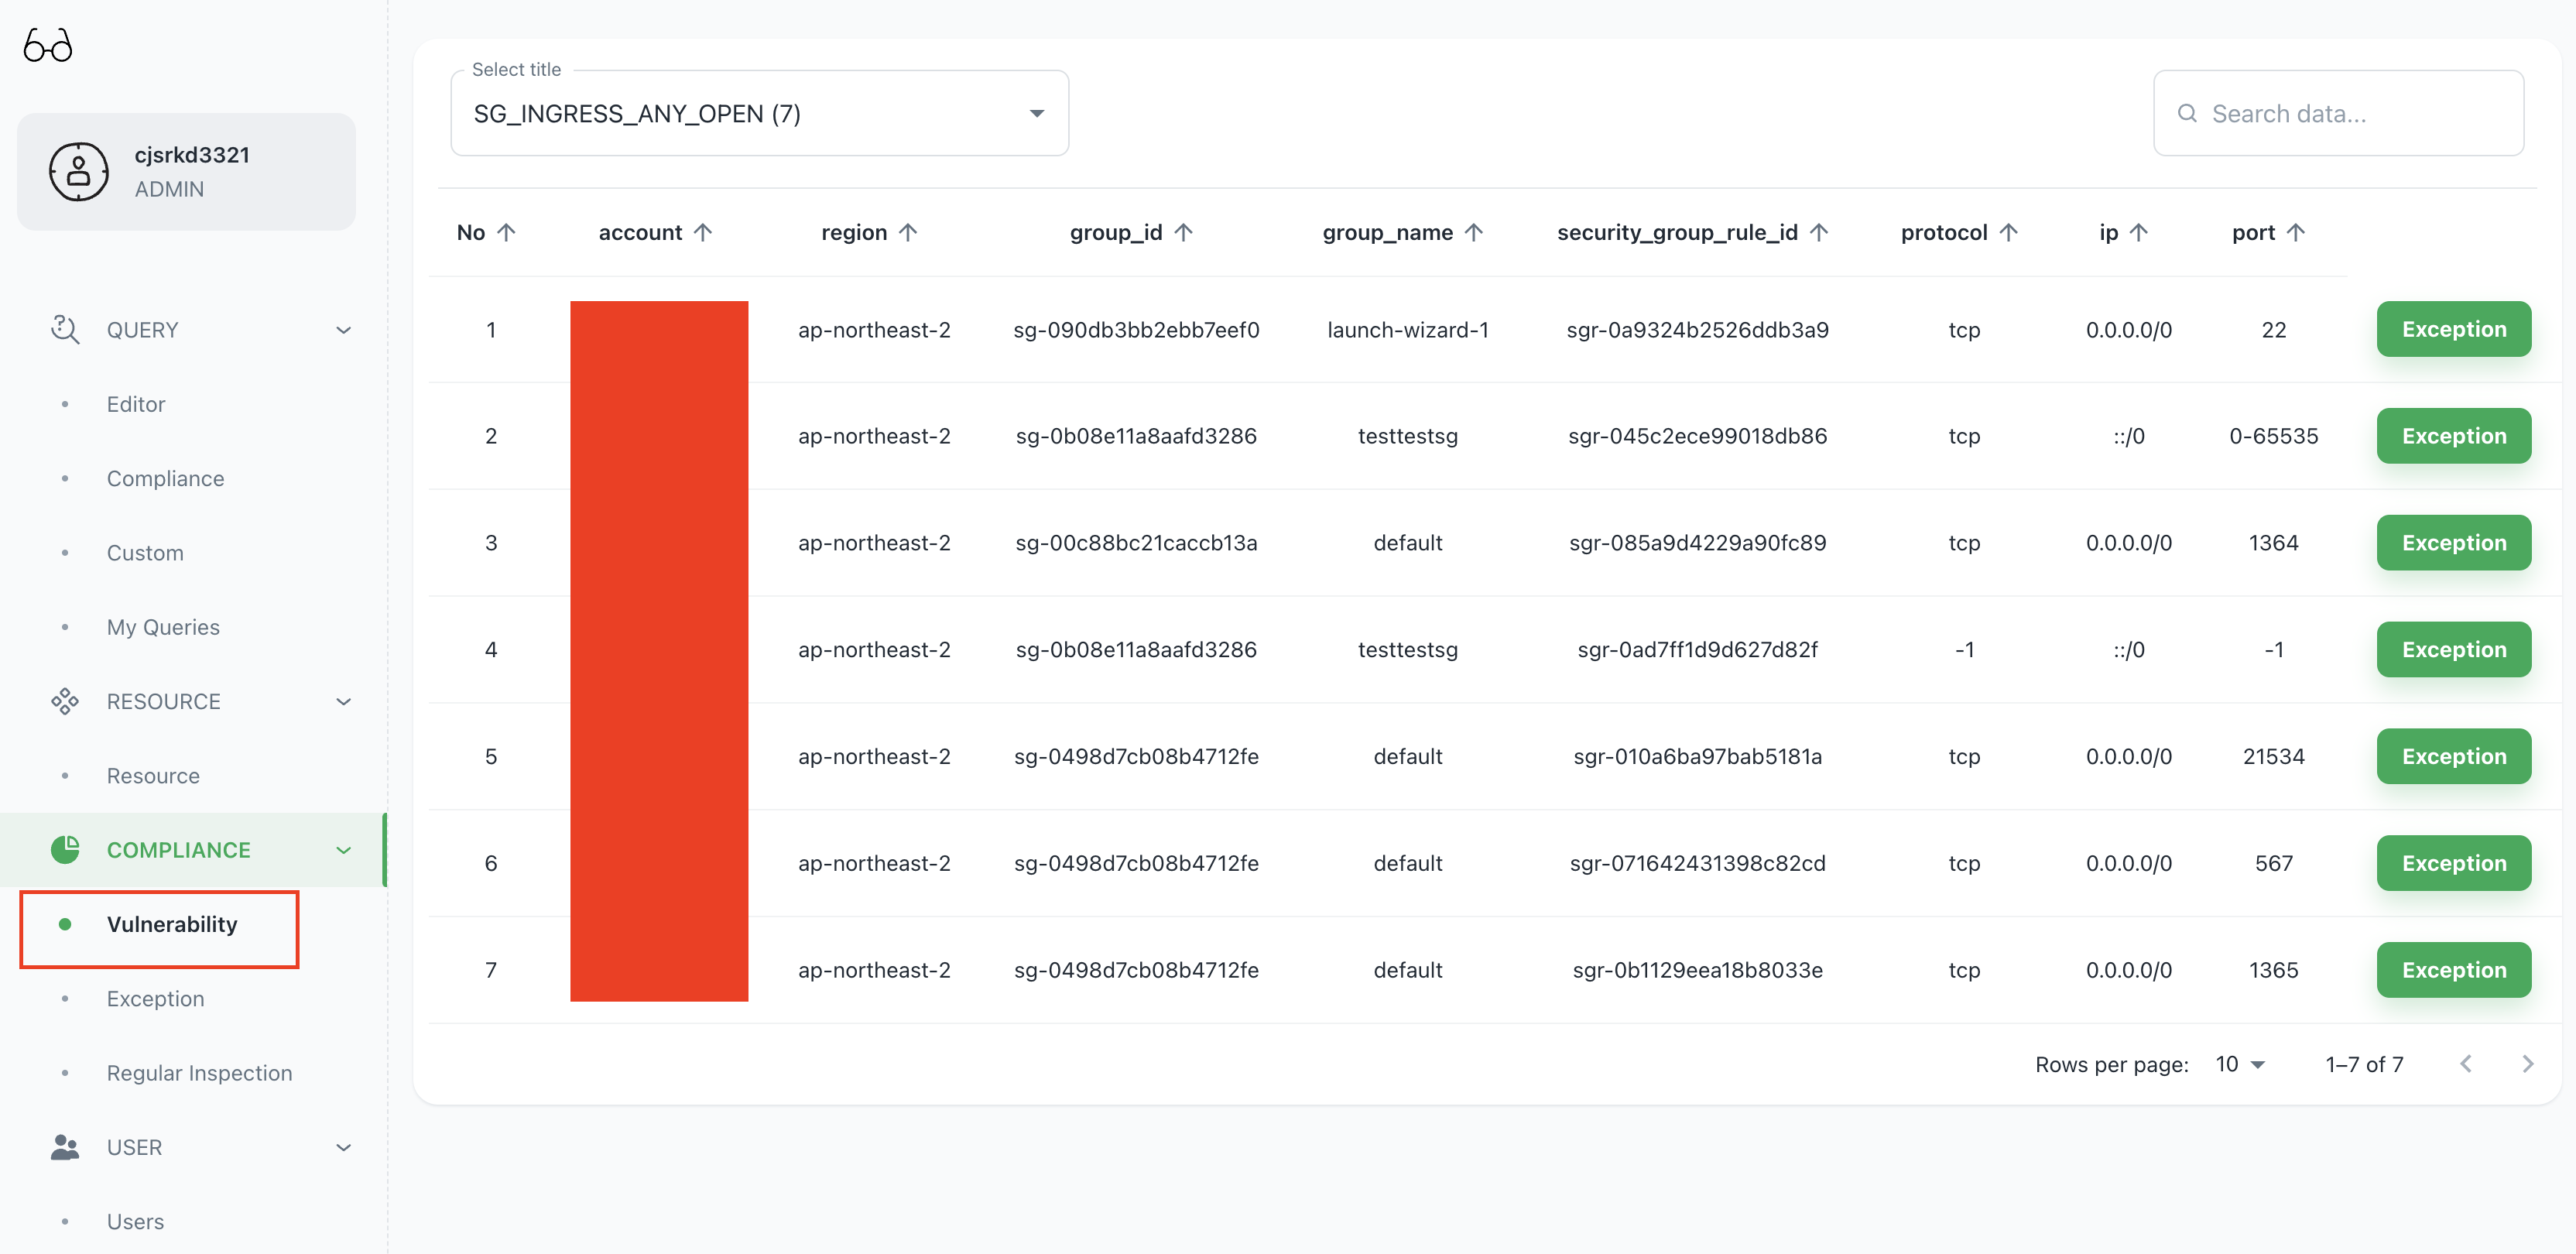 cjsrkd3321
ADMIN
QUERY
Editor
Compliance
Custom
My Queries
RESOURCE
Resource
COMPLIANCE
Vulnerability
Exception
Regular Inspection
USER
Users
Select title
SG_INGRESS_ANY_OPEN (7)
Search data...
No account region group_id group_name security_group_rule_id protocol ip port
1 ap-northeast-2 sg-090db3bb2ebb7eef0 launch-wizard-1 sgr-0a9324b2526ddb3a9 tcp 0.0.0.0/0 22 Exception
2 ap-northeast-2 sg-0b08e11a8aafd3286 testtestsg sgr-045c2ece99018db86 tcp ::/0 0-65535 Exception
3 ap-northeast-2 sg-00c88bc21caccb13a default sgr-085a9d4229a90fc89 tcp 0.0.0.0/0 1364 Exception
4 ap-northeast-2 sg-0b08e11a8aafd3286 testtestsg sgr-0ad7ff1d9d627d82f -1 ::/0 -1 Exception
5 ap-northeast-2 sg-0498d7cb08b4712fe default sgr-010a6ba97bab5181a tcp 0.0.0.0/0 21534 Exception
6 ap-northeast-2 sg-0498d7cb08b4712fe default sgr-071642431398c82cd tcp 0.0.0.0/0 567 Exception
7 ap-northeast-2 sg-0498d7cb08b4712fe default sgr-0b1129eea18b8033e tcp 0.0.0.0/0 1365 Exception
Rows per page: 10 1–7 of 7